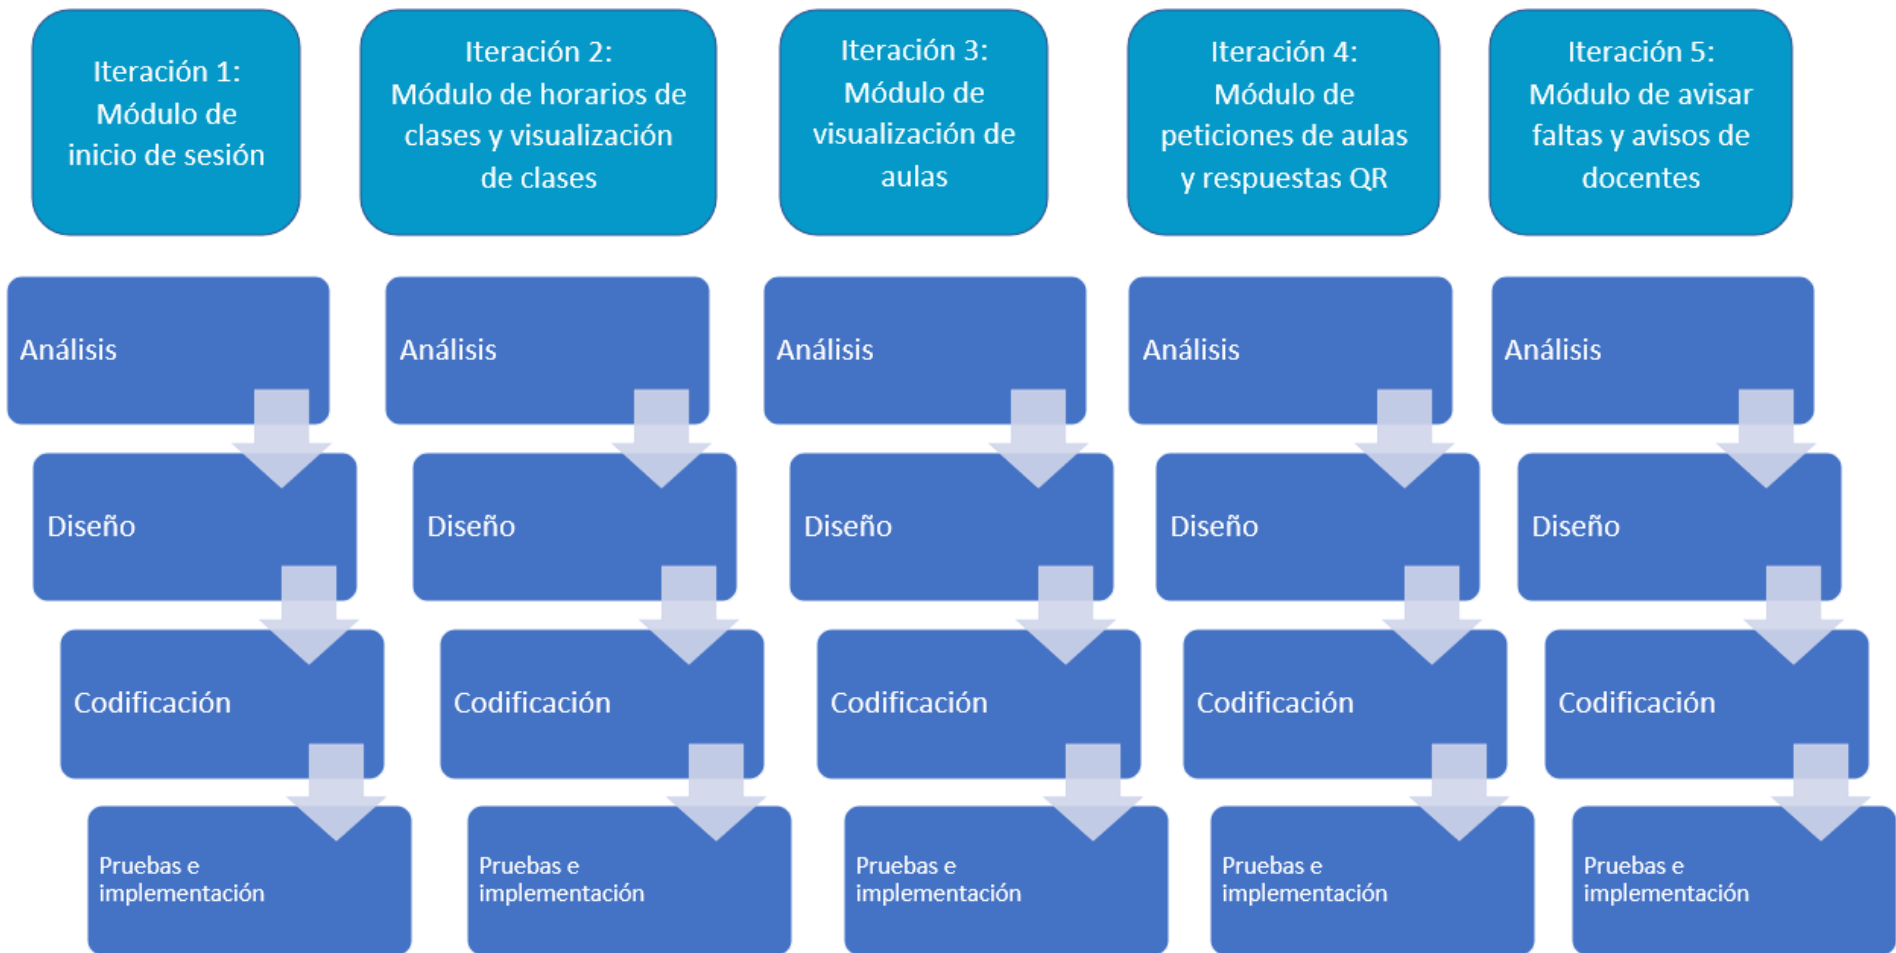 Iteración 1:
Módulo de
inicio de sesión
Iteración 2:
Módulo de horarios de
clases y visualización
de clases
Iteración 3:
Módulo de
visualización de
aulas
Iteración 4:
Módulo de
peticiones de aulas
y respuestas QR
Iteración 5:
Módulo de avisar
faltas y avisos de
docentes
Análisis
Análisis
Análisis
Análisis
Análisis
Diseño
Diseño
Diseño
Diseño
Diseño
Codificación
Codificación
Codificación
Codificación
Codificación
Pruebas e
implementación
Pruebas e
implementación
Pruebas e
implementación
Pruebas e
implementación
Pruebas e
implementación